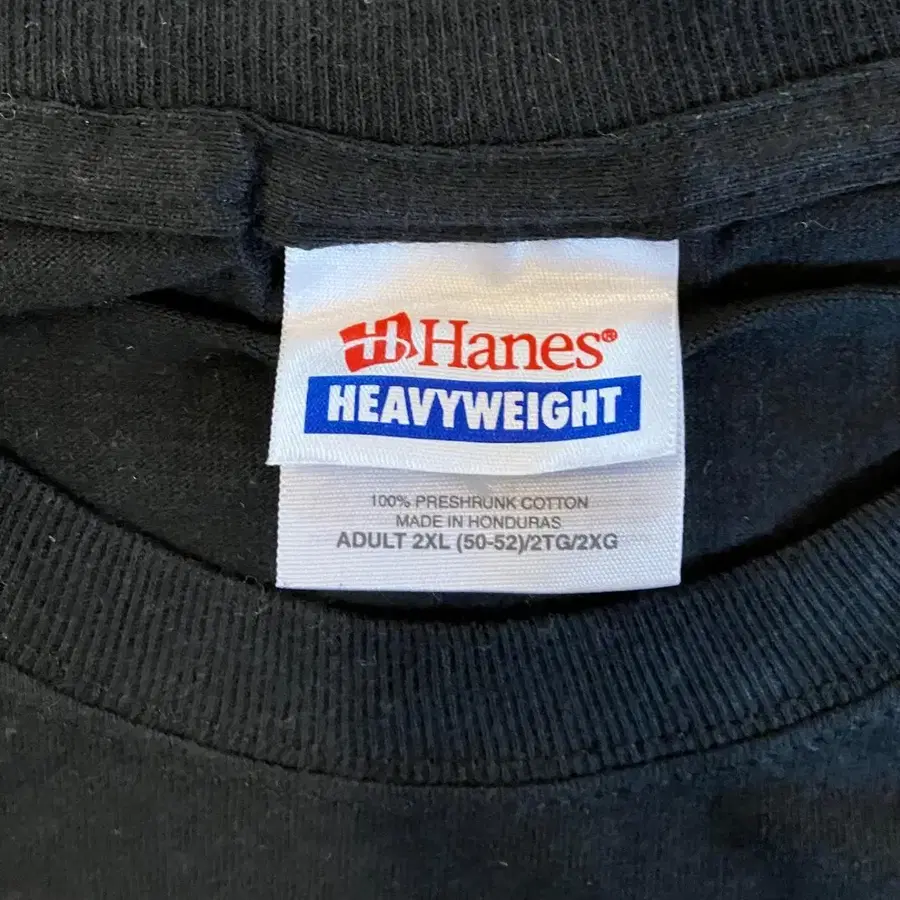 Hanes®
HEAVYWEIGHT
100% PRESHRUNK COTTON
MADE IN HONDURAS
ADULT 2XL (50-52)/2TG/2XG